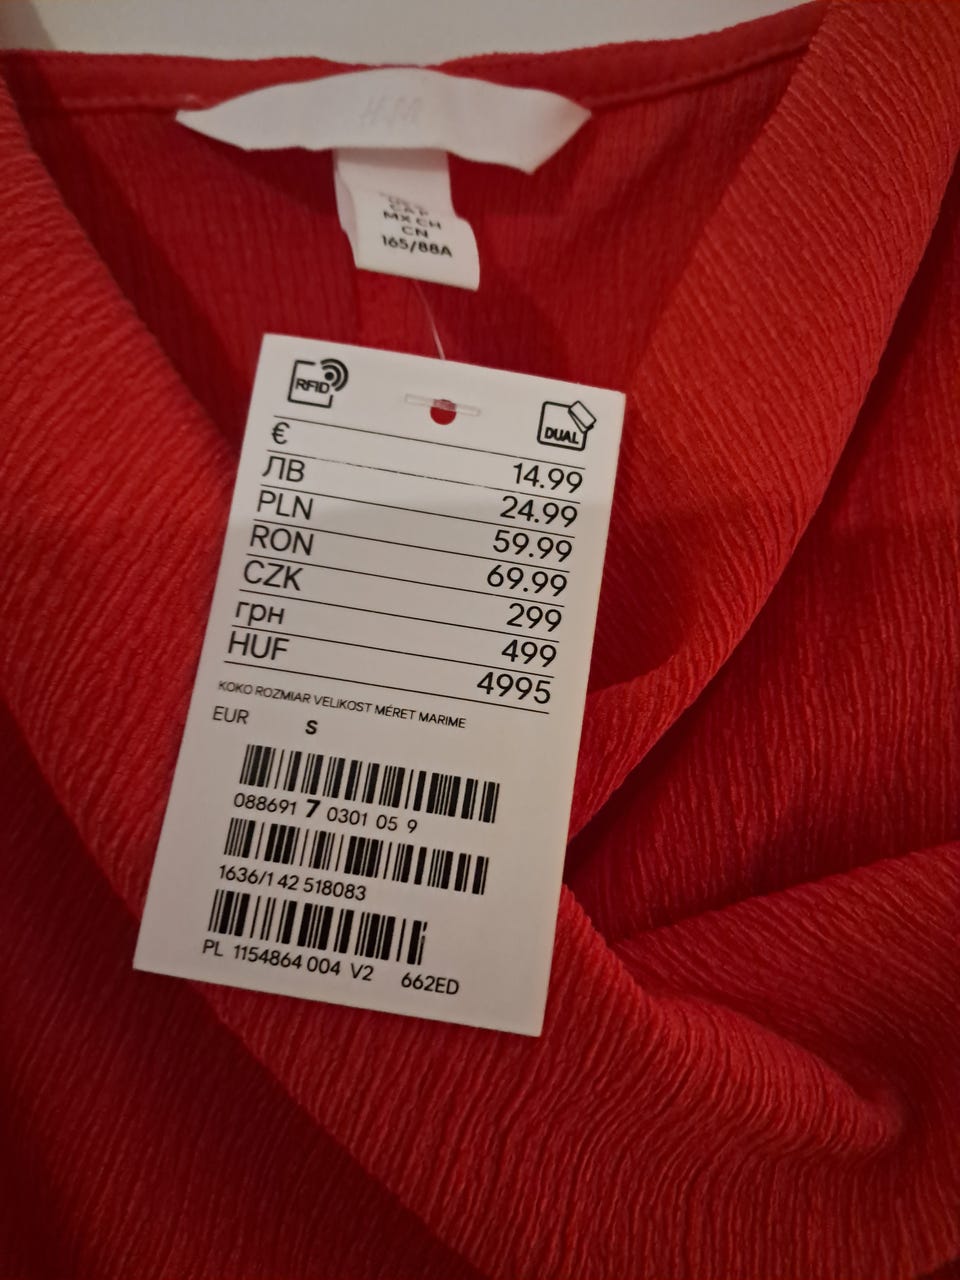 H&M
CA P
MX CH
CN
165/88A
RFID
DUAL
€ 14.99
ЛВ 24.99
PLN 59.99
RON 69.99
CZK 299
грн 499
HUF 4995
KOKO ROZMIAR VELIKOST MÉRET MARIME
EUR S
088691 7 0301 05 9
1636/1 42 518083
PL 1154864 004 V2 662ED